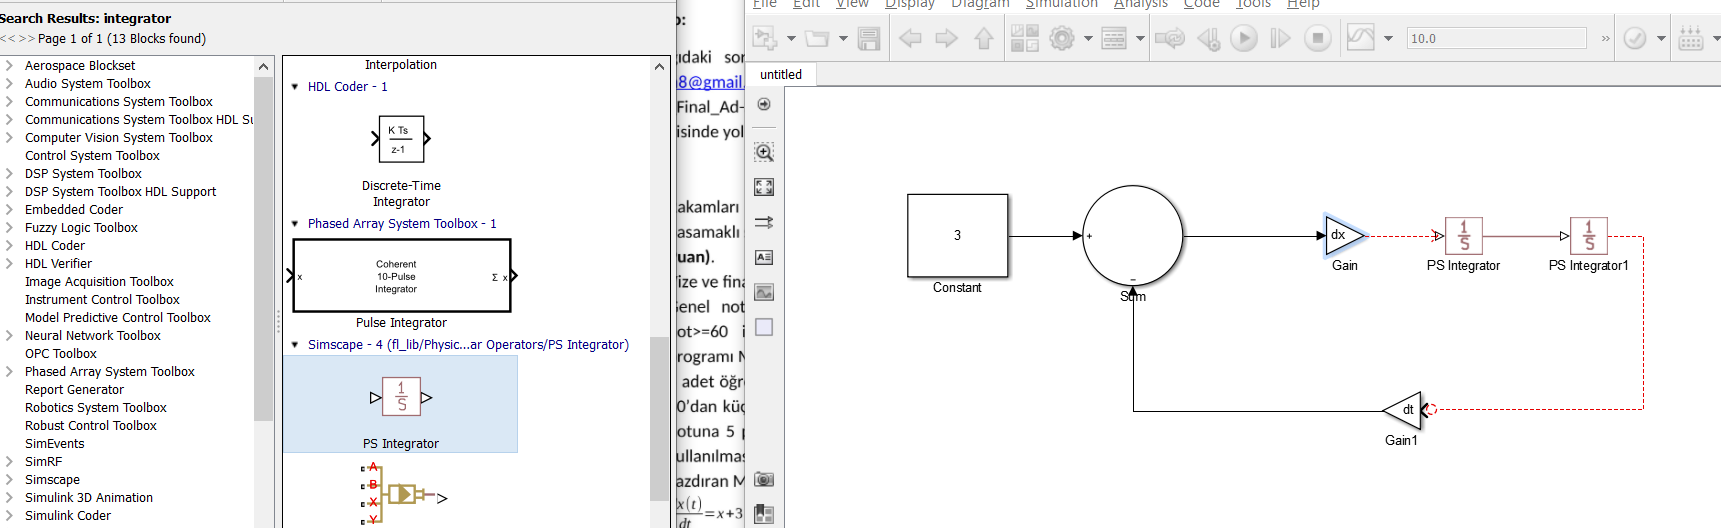 Search Results: integrator
<< >> Page 1 of 1 (13 Blocks found)
Aerospace Blockset
Audio System Toolbox
Communications System Toolbox
Communications System Toolbox HDL Su
Computer Vision System Toolbox
Control System Toolbox
DSP System Toolbox
DSP System Toolbox HDL Support
Embedded Coder
Fuzzy Logic Toolbox
HDL Coder
HDL Verifier
Image Acquisition Toolbox
Instrument Control Toolbox
Model Predictive Control Toolbox
Neural Network Toolbox
OPC Toolbox
Phased Array System Toolbox
Report Generator
Robotics System Toolbox
Robust Control Toolbox
SimEvents
SimRF
Simscape
Simulink 3D Animation
Simulink Coder
Interpolation
HDL Coder - 1
K Ts
z-1
Discrete-Time
Integrator
Phased Array System Toolbox - 1
x
Coherent
10-Pulse
Integrator
Σ x
Pulse Integrator
Simscape - 4 (fl_lib/Physic...ar Operators/PS Integrator)
1
S
PS Integrator
A
B
X
Y
ıdaki sor
8@gmail.
Final_Ad-
isinde yol
akamları
asamaklı
uan).
ize ve fina
Genel not
ot>=60 i
rogramı M
adet öğre
0'dan küç
otuna 5 p
ullanılmas
azdıran M
x(t)
dt
=x+3
File Edit View Display Diagram Simulation Analysis Code Tools Help
10.0
untitled
3
Constant
+
−
Sum
dx
Gain
1
S
PS Integrator
1
S
PS Integrator1
dt
Gain1